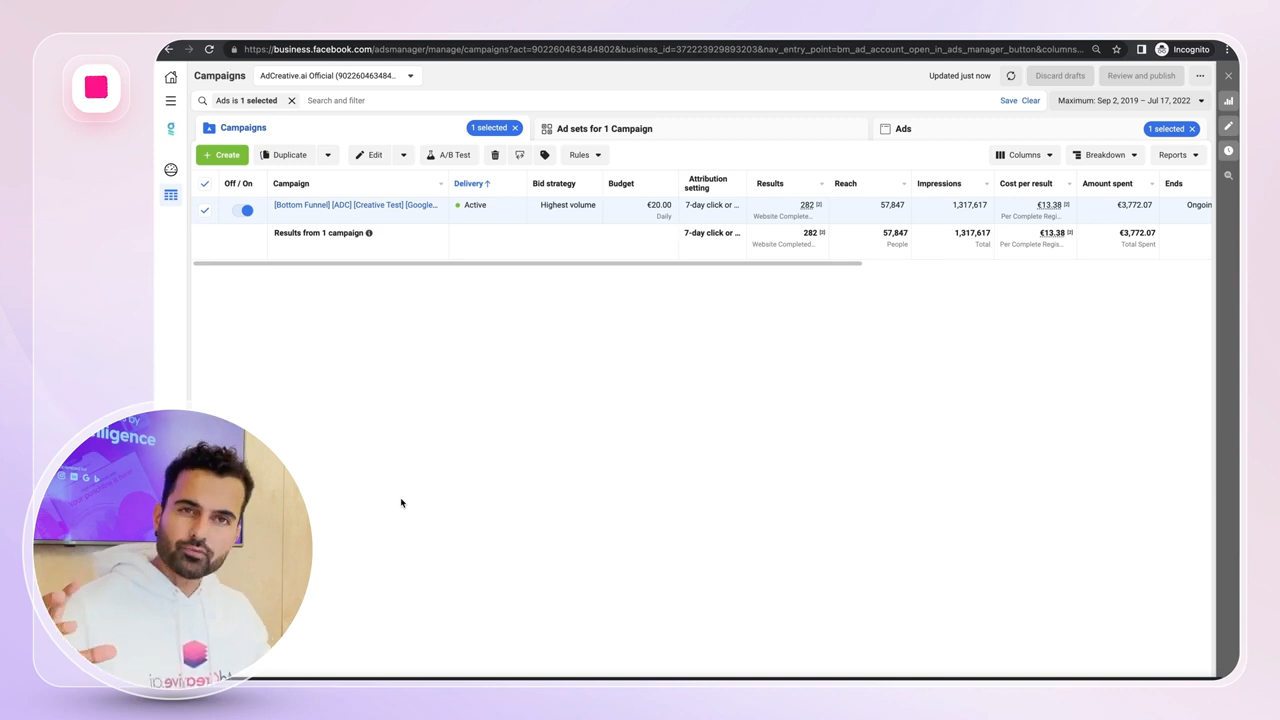 https://business.facebook.com/adsmanager/manage/campaigns?act=902260463484802&business_id=372223929893203&nav_entry_point=bm_ad_account_open_in_ads_manager_button&columns...
Incognito
Campaigns
AdCreative.ai Official (902260463484...
Updated just now
Discard drafts
Review and publish
Ads is 1 selected
Search and filter
Save Clear
Maximum: Sep 2, 2019 – Jul 17, 2022
Campaigns
1 selected
Ad sets for 1 Campaign
Ads
1 selected
+ Create
Duplicate
Edit
A/B Test
Rules
Columns
Breakdown
Reports
Off / On
Campaign
Delivery ↑
Bid strategy
Budget
Attribution
setting
Results
Reach
Impressions
Cost per result
Amount spent
Ends
[Bottom Funnel] [ADC] [Creative Test] [Google...
Active
Highest volume
€20.00
Daily
7-day click or ...
282 [2]
Website Complete...
57,847
1,317,617
€13.38 [2]
Per Complete Regi...
€3,772.07
Ongoin
Results from 1 campaign
7-day click or ...
282 [2]
Website Completed...
57,847
People
1,317,617
Total
€13.38 [2]
Per Complete Regis...
€3,772.07
Total Spent
by
lligence